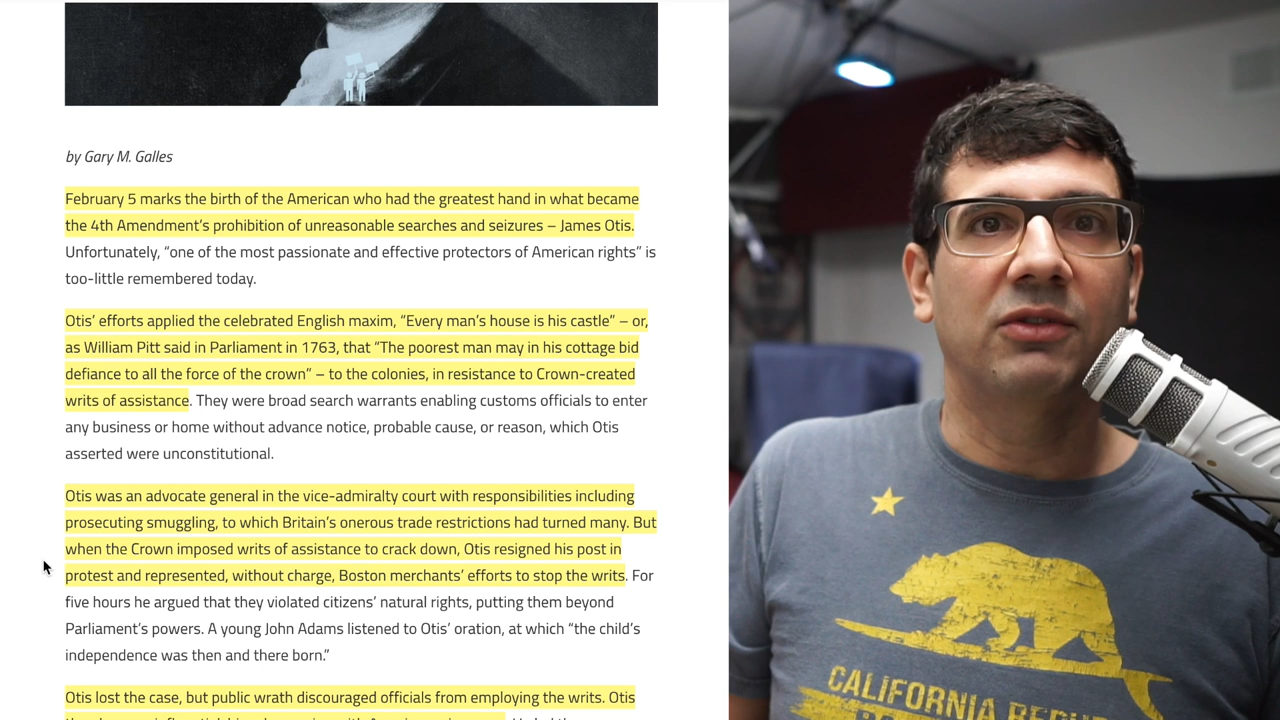 by Gary M. Galles
February 5 marks the birth of the American who had the greatest hand in what became
the 4th Amendment’s prohibition of unreasonable searches and seizures – James Otis.
Unfortunately, “one of the most passionate and effective protectors of American rights” is
too-little remembered today.
Otis’ efforts applied the celebrated English maxim, “Every man’s house is his castle” – or,
as William Pitt said in Parliament in 1763, that “The poorest man may in his cottage bid
defiance to all the force of the crown” – to the colonies, in resistance to Crown-created
writs of assistance. They were broad search warrants enabling customs officials to enter
any business or home without advance notice, probable cause, or reason, which Otis
asserted were unconstitutional.
Otis was an advocate general in the vice-admiralty court with responsibilities including
prosecuting smuggling, to which Britain’s onerous trade restrictions had turned many. But
when the Crown imposed writs of assistance to crack down, Otis resigned his post in
protest and represented, without charge, Boston merchants’ efforts to stop the writs. For
five hours he argued that they violated citizens’ natural rights, putting them beyond
Parliament’s powers. A young John Adams listened to Otis’ oration, at which “the child’s
independence was then and there born.”
Otis lost the case, but public wrath discouraged officials from employing the writs. Otis
CALIFORNIA